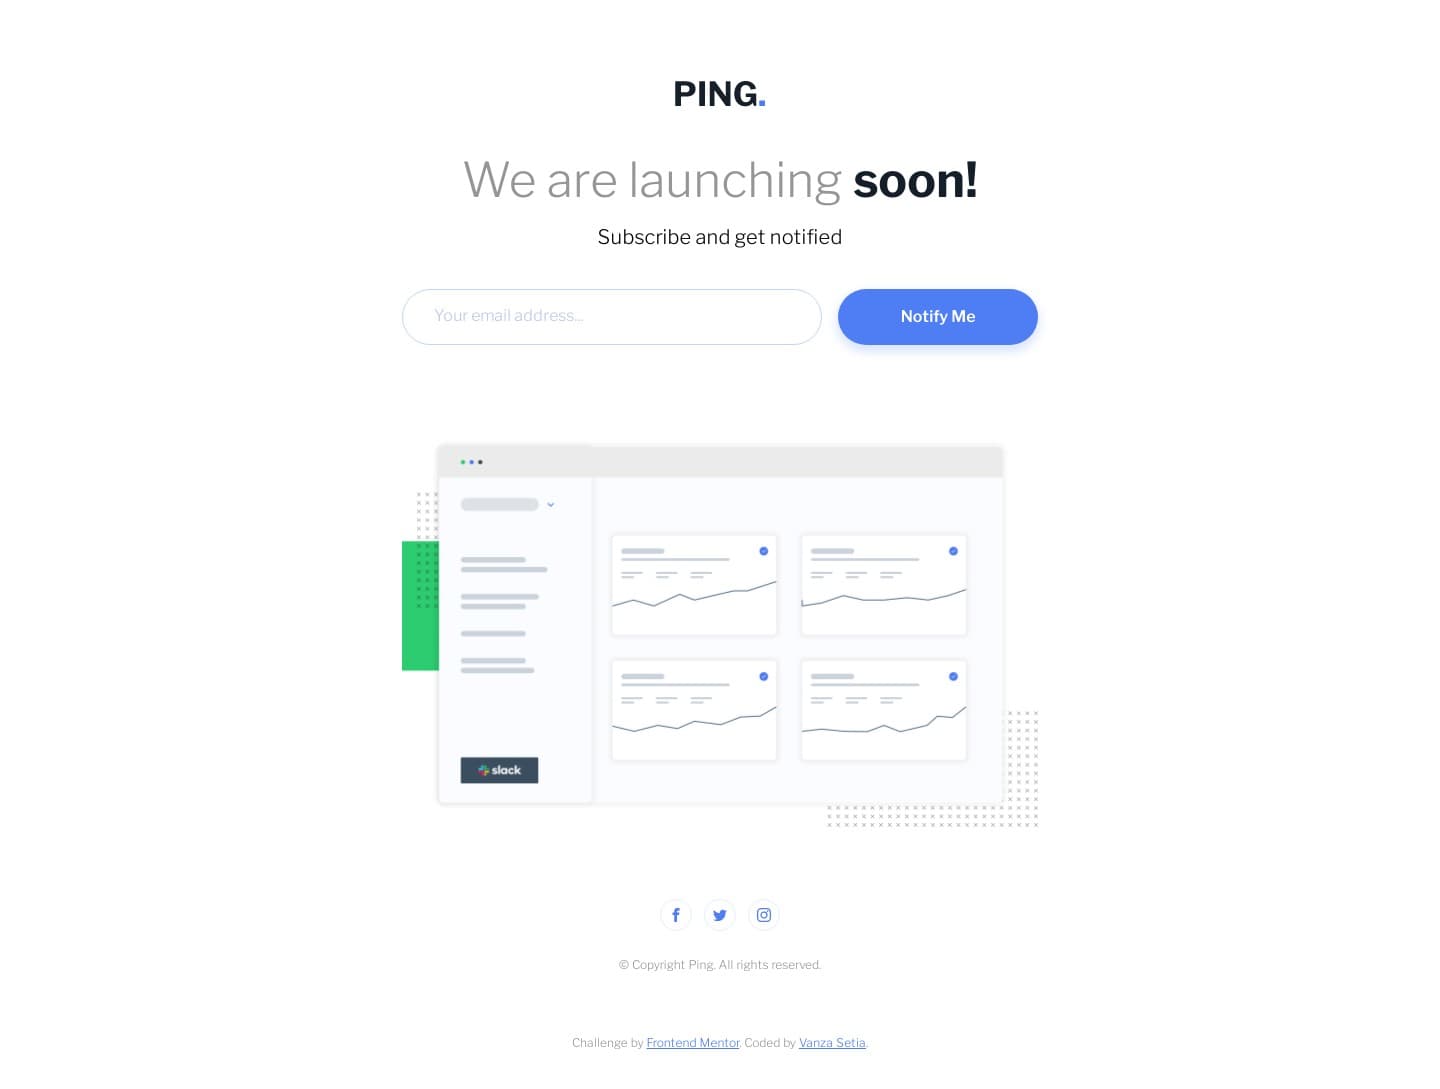 PING.
We are launching soon!
Subscribe and get notified
Your email address...
Notify Me
slack
© Copyright Ping. All rights reserved.
Challenge by Frontend Mentor. Coded by Vanza Setia.